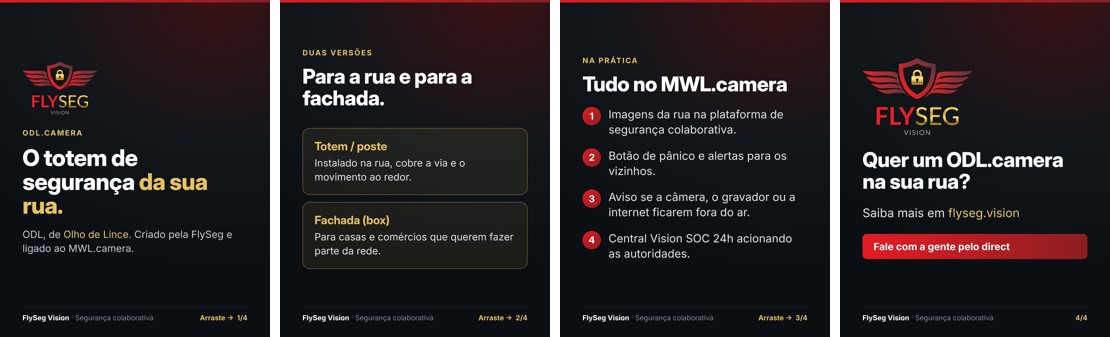 FLYSEG
VISION
ODL.CAMERA
O totem de
segurança da sua
rua.
ODL, de Olho de Lince. Criado pela FlySeg e
ligado ao MWL.camera.
FlySeg Vision · Segurança colaborativa
Arraste → 1/4
DUAS VERSÕES
Para a rua e para a
fachada.
Totem / poste
Instalado na rua, cobre a via e o
movimento ao redor.
Fachada (box)
Para casas e comércios que querem fazer
parte da rede.
FlySeg Vision · Segurança colaborativa
Arraste → 2/4
NA PRÁTICA
Tudo no MWL.camera
1 Imagens da rua na plataforma de
segurança colaborativa.
2 Botão de pânico e alertas para os
vizinhos.
3 Aviso se a câmera, o gravador ou a
internet ficarem fora do ar.
4 Central Vision SOC 24h acionando
as autoridades.
FlySeg Vision · Segurança colaborativa
Arraste → 3/4
FLYSEG
VISION
Quer um ODL.camera
na sua rua?
Saiba mais em flyseg.vision
Fale com a gente pelo direct
FlySeg Vision · Segurança colaborativa
4/4